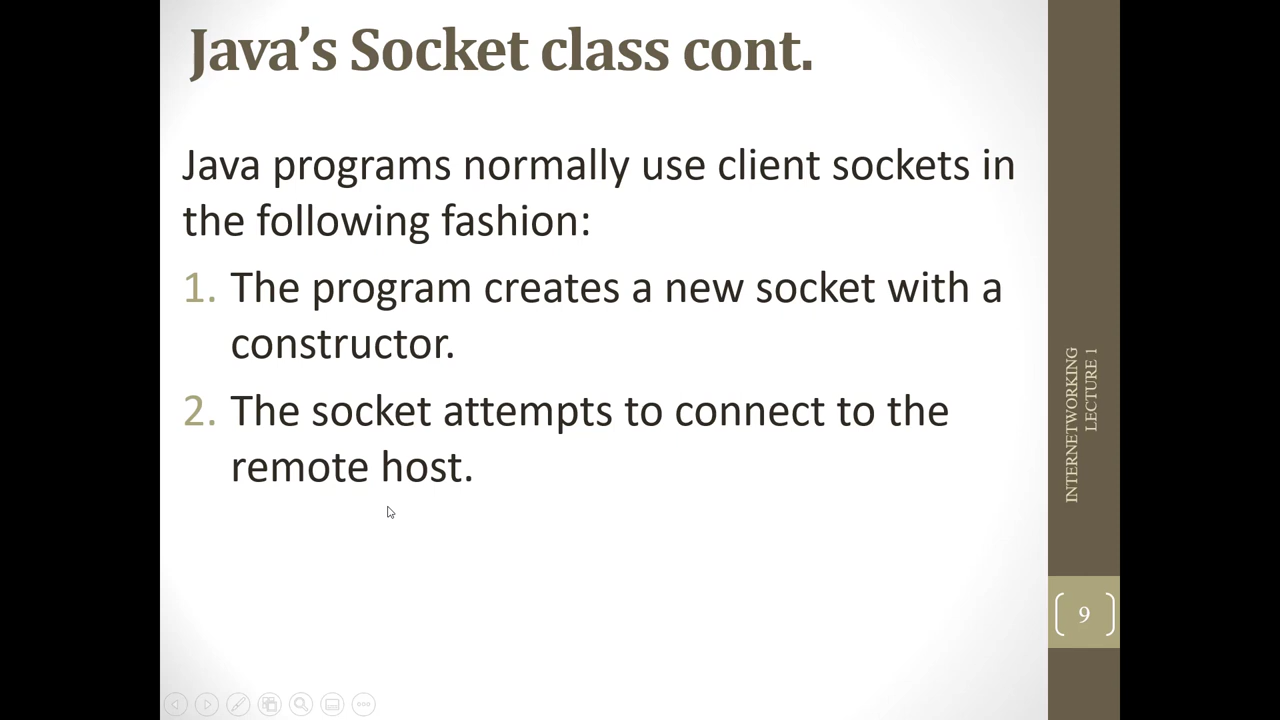 Java’s Socket class cont.
Java programs normally use client sockets in
the following fashion:
1. The program creates a new socket with a
constructor.
2. The socket attempts to connect to the
remote host.
INTERNETWORKING
LECTURE 1
9